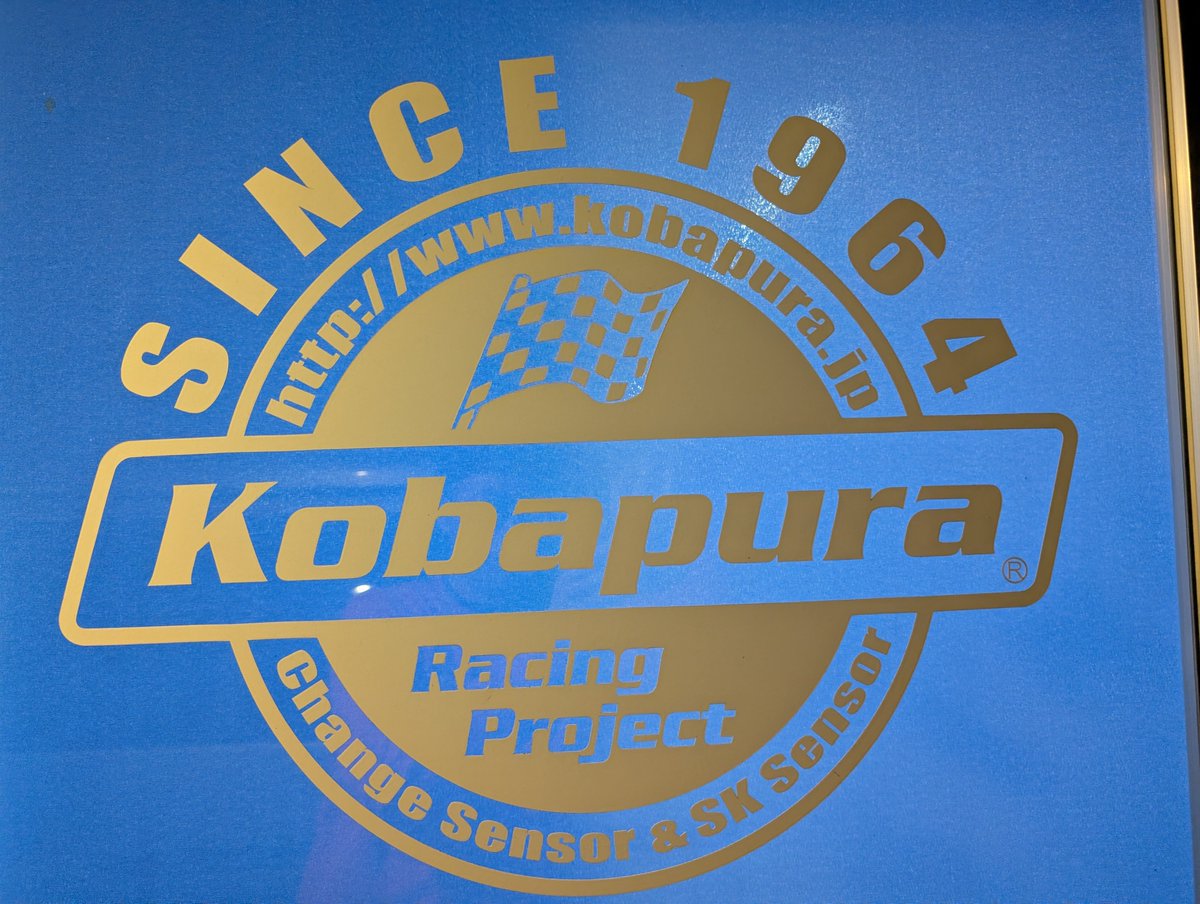 SINCE 1964
http://www.kobapura.jp
Kobapura®
Racing
Project
Change Sensor & SK Sensor